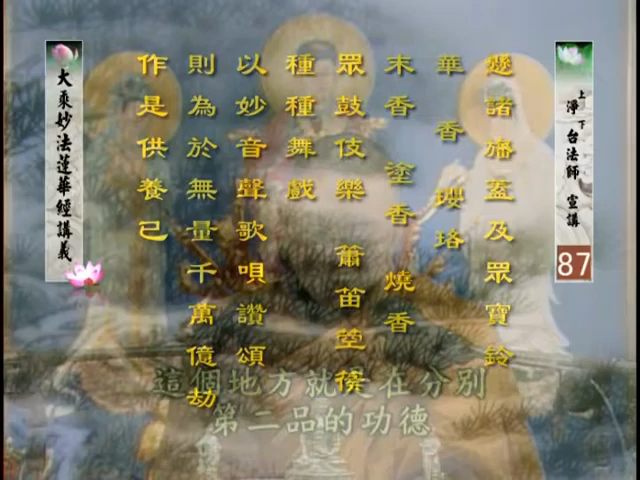 懸諸旛蓋及眾寶鈴
華香瓔珞
末香 塗香 燒香
眾鼓伎樂 簫笛箜篌
種種舞戲
以妙音聲歌唄讚頌
則為於無量千萬億劫
作是供養已
大乘妙法蓮華經講義
上淨下台法師 宣講
87
這個地方就是在分別
第二品的功德